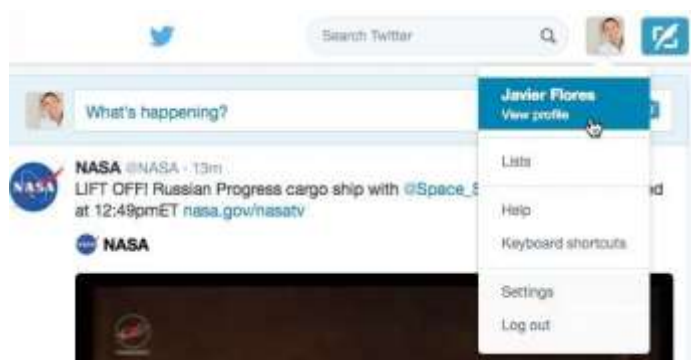 Search Twitter
Javier Flores
View profile
What's happening?
Lists
NASA @NASA · 13m
LIFT OFF! Russian Progress cargo ship with @Space_S
at 12:49pmET nasa.gov/nasatv
Help
Keyboard shortcuts
NASA
Settings
Log out